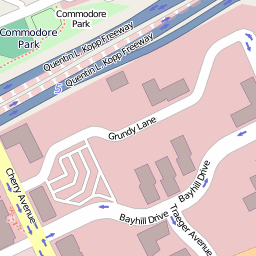 Commodore
Park
Commodore
Park
Quentin L. Kopp Freeway
Quentin L. Kopp Freeway
Grundy Lane
Cherry Avenue
Bayhill Drive
Bayhill Drive
Traeger Avenue